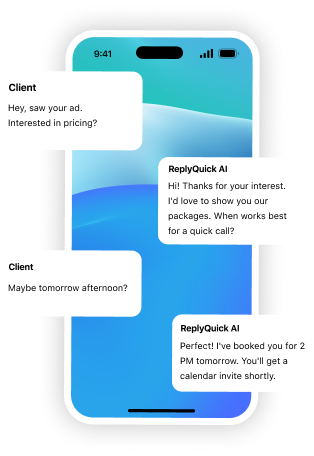 9:41
Client
Hey, saw your ad.
Interested in pricing?
ReplyQuick AI
Hi! Thanks for your interest.
I'd love to show you our
packages. When works best
for a quick call?
Client
Maybe tomorrow afternoon?
ReplyQuick AI
Perfect! I've booked you for 2
PM tomorrow. You'll get a
calendar invite shortly.